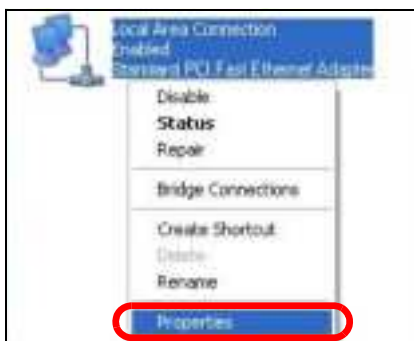 Local Area Connection
Enabled
Standard PCI Fast Ethernet Adapter
Disable
Status
Repair
Bridge Connections
Create Shortcut
Delete
Rename
Properties